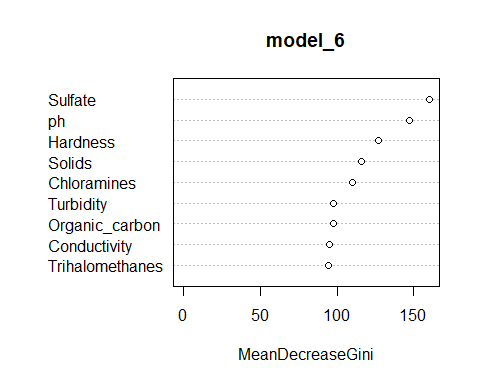 model_6
Sulfate
ph
Hardness
Solids
Chloramines
Turbidity
Organic_carbon
Conductivity
Trihalomethanes
0 50 100 150
MeanDecreaseGini